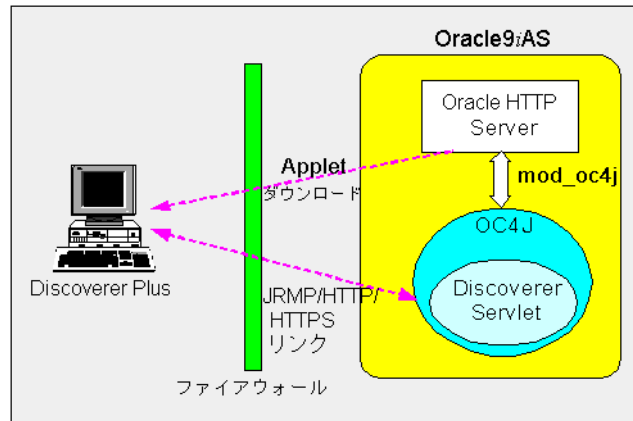 Oracle9iAS
Oracle HTTP
Server
Applet
ダウンロード
mod_oc4j
OC4J
Discoverer Plus
JRMP/HTTP/
HTTPS
リンク
Discoverer
Servlet
ファイアウォール